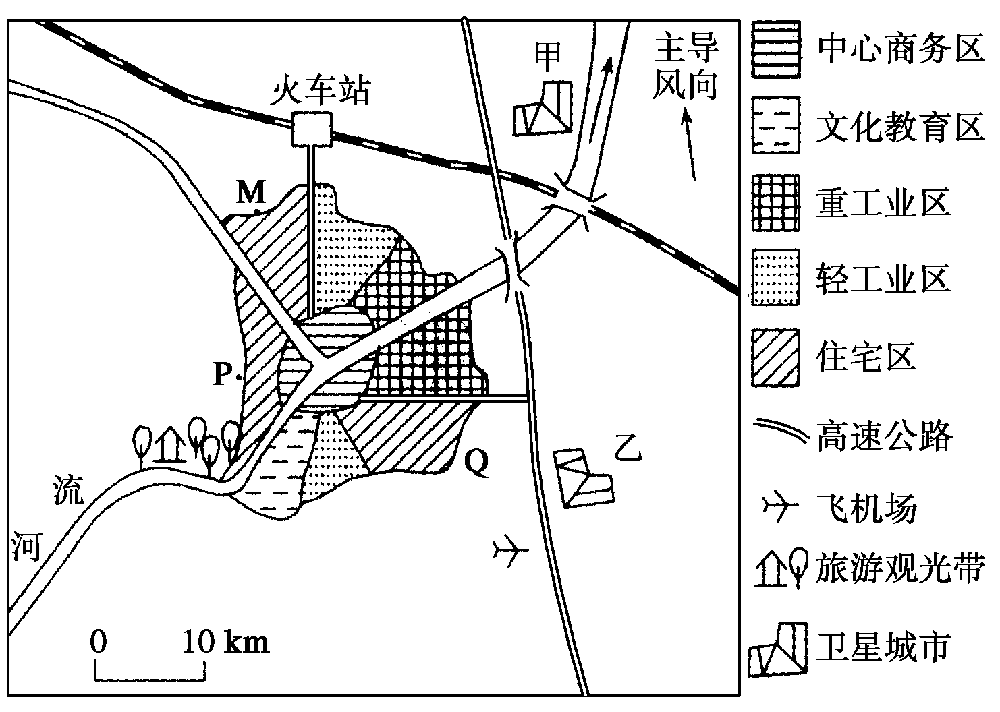 甲
主导
风向
火车站
M
P
Q
乙
流
河
0 10 km
中心商务区
文化教育区
重工业区
轻工业区
住宅区
高速公路
飞机场
旅游观光带
卫星城市